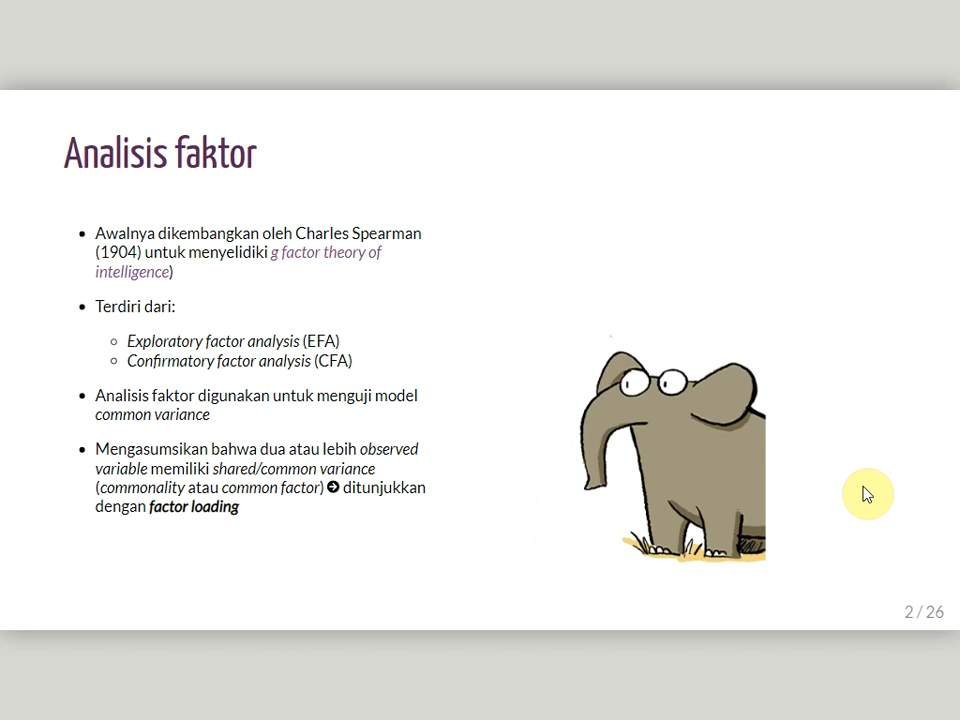 Analisis faktor
Awalnya dikembangkan oleh Charles Spearman
(1904) untuk menyelidiki g factor theory of
intelligence)
Terdiri dari:
Exploratory factor analysis (EFA)
Confirmatory factor analysis (CFA)
Analisis faktor digunakan untuk menguji model
common variance
Mengasumsikan bahwa dua atau lebih observed
variable memiliki shared/common variance
(commonality atau common factor) ➔ ditunjukkan
dengan factor loading
2 / 26